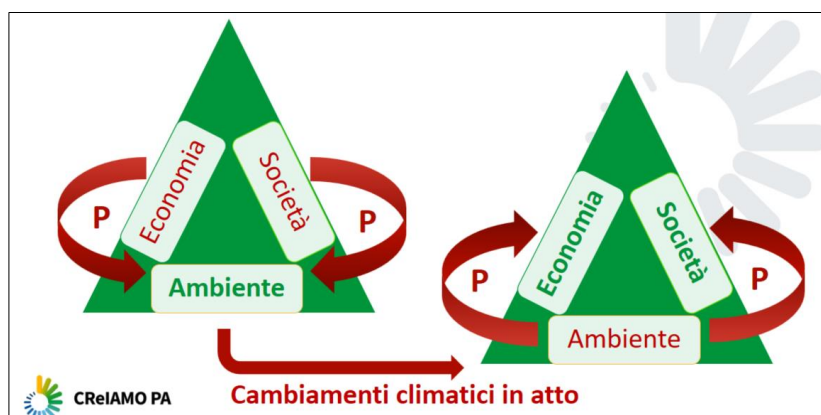 Economia
Società
P
P
Ambiente
Economia
Società
P
P
Ambiente
Cambiamenti climatici in atto
CReIAMO PA